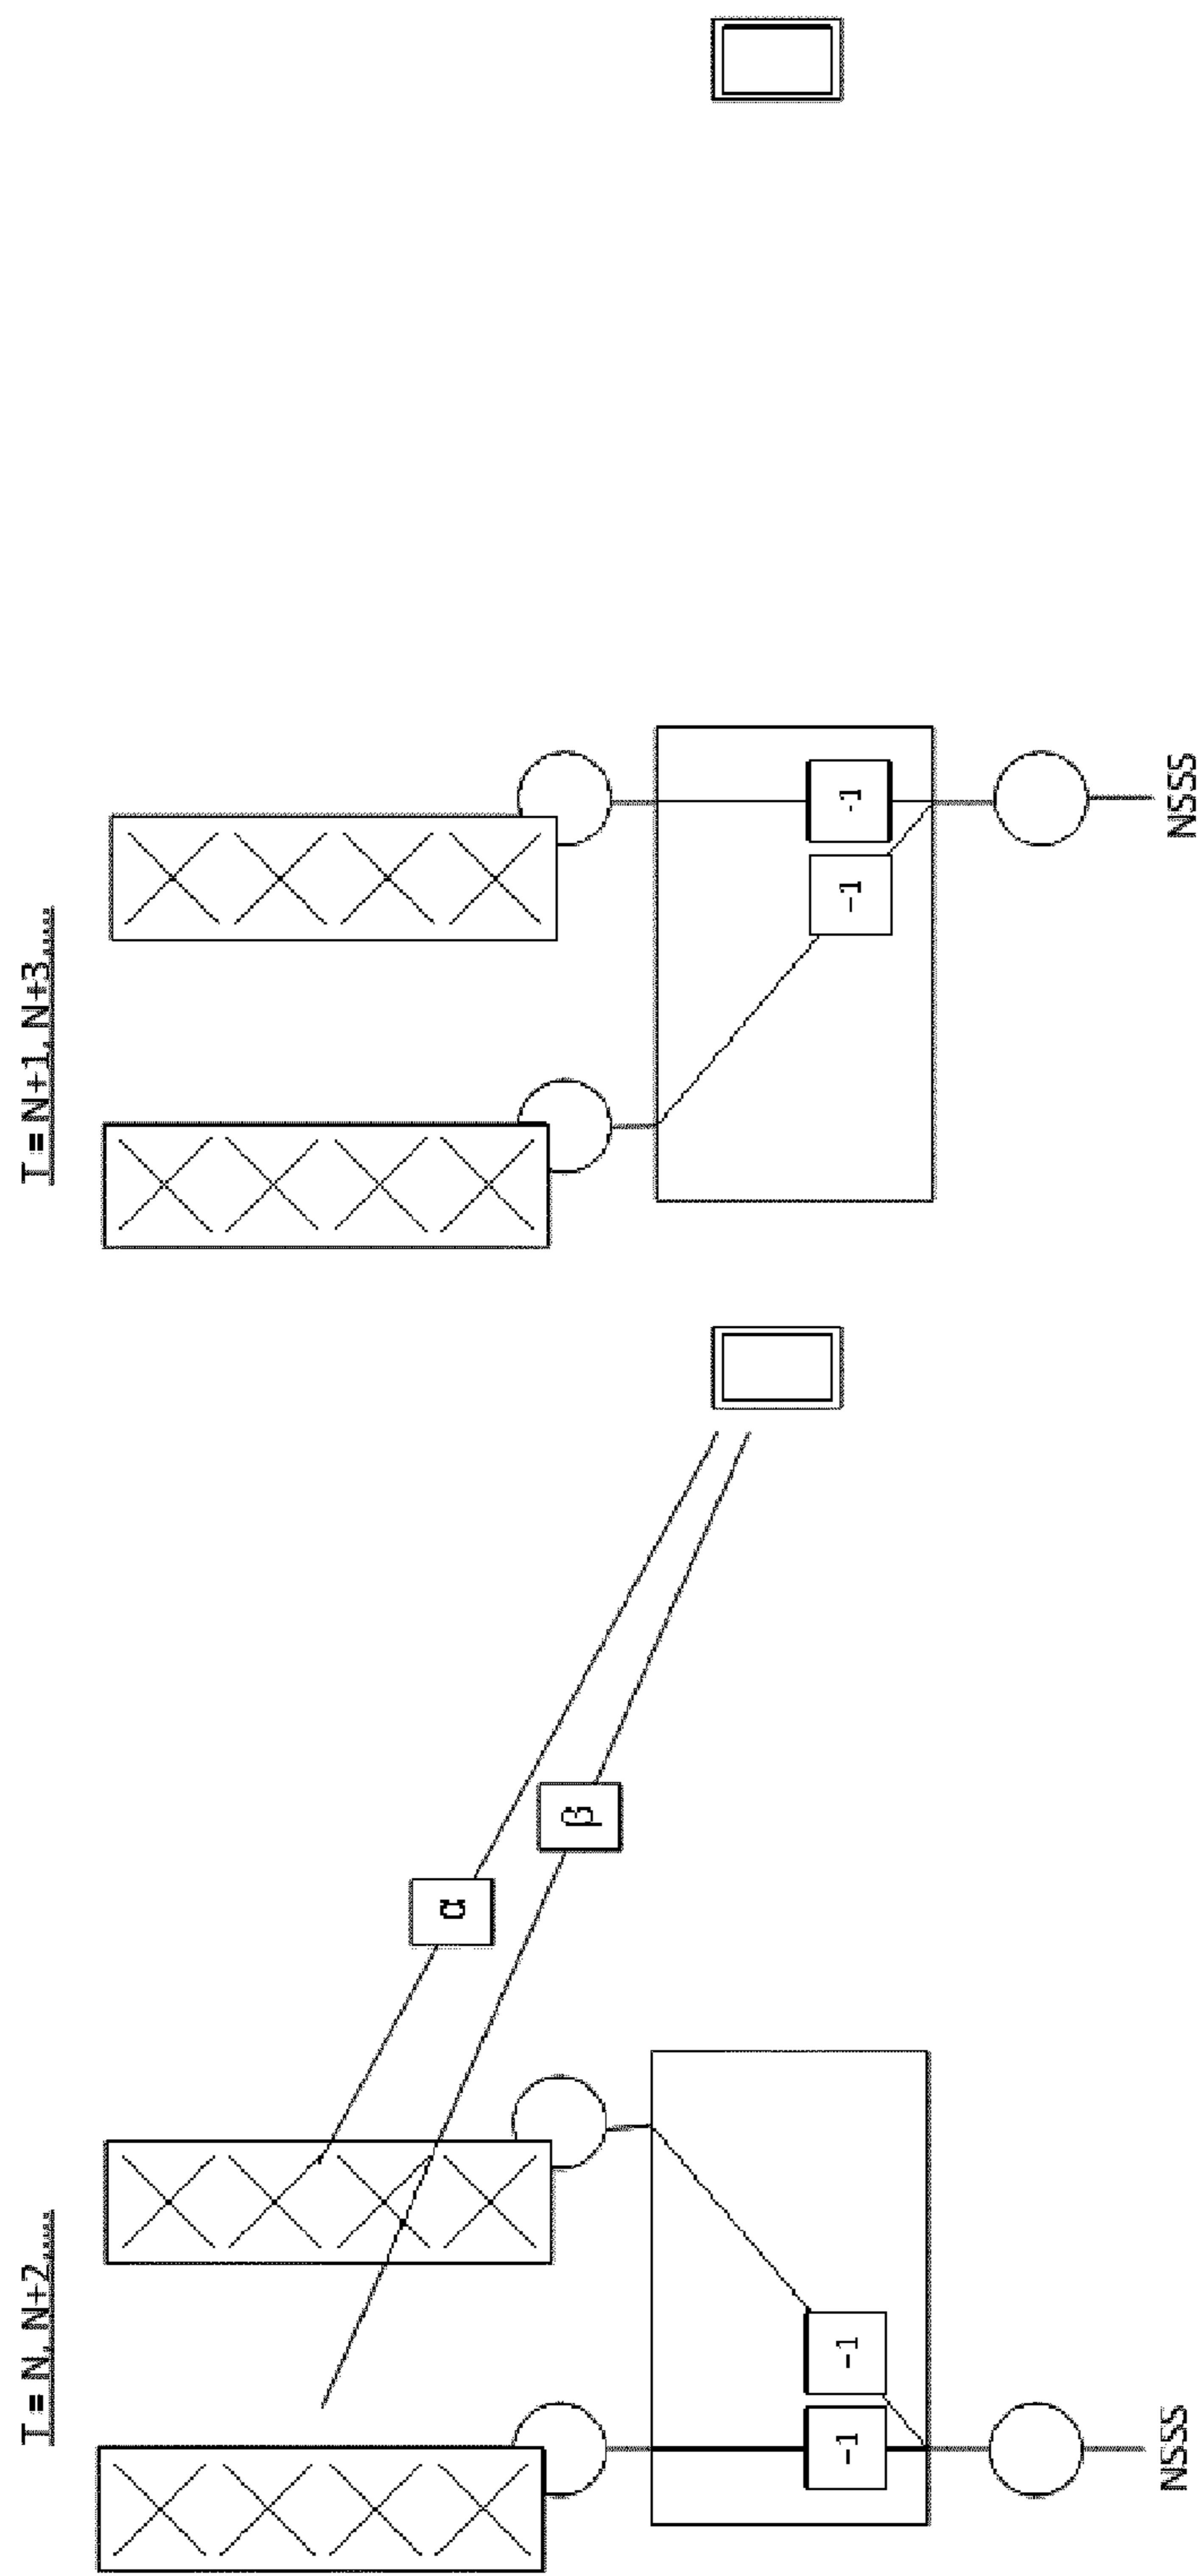 T = N, N+2.....
α
β
-1
-1
NSSS
T = N+1, N+3.....
-1
-1
NSSS